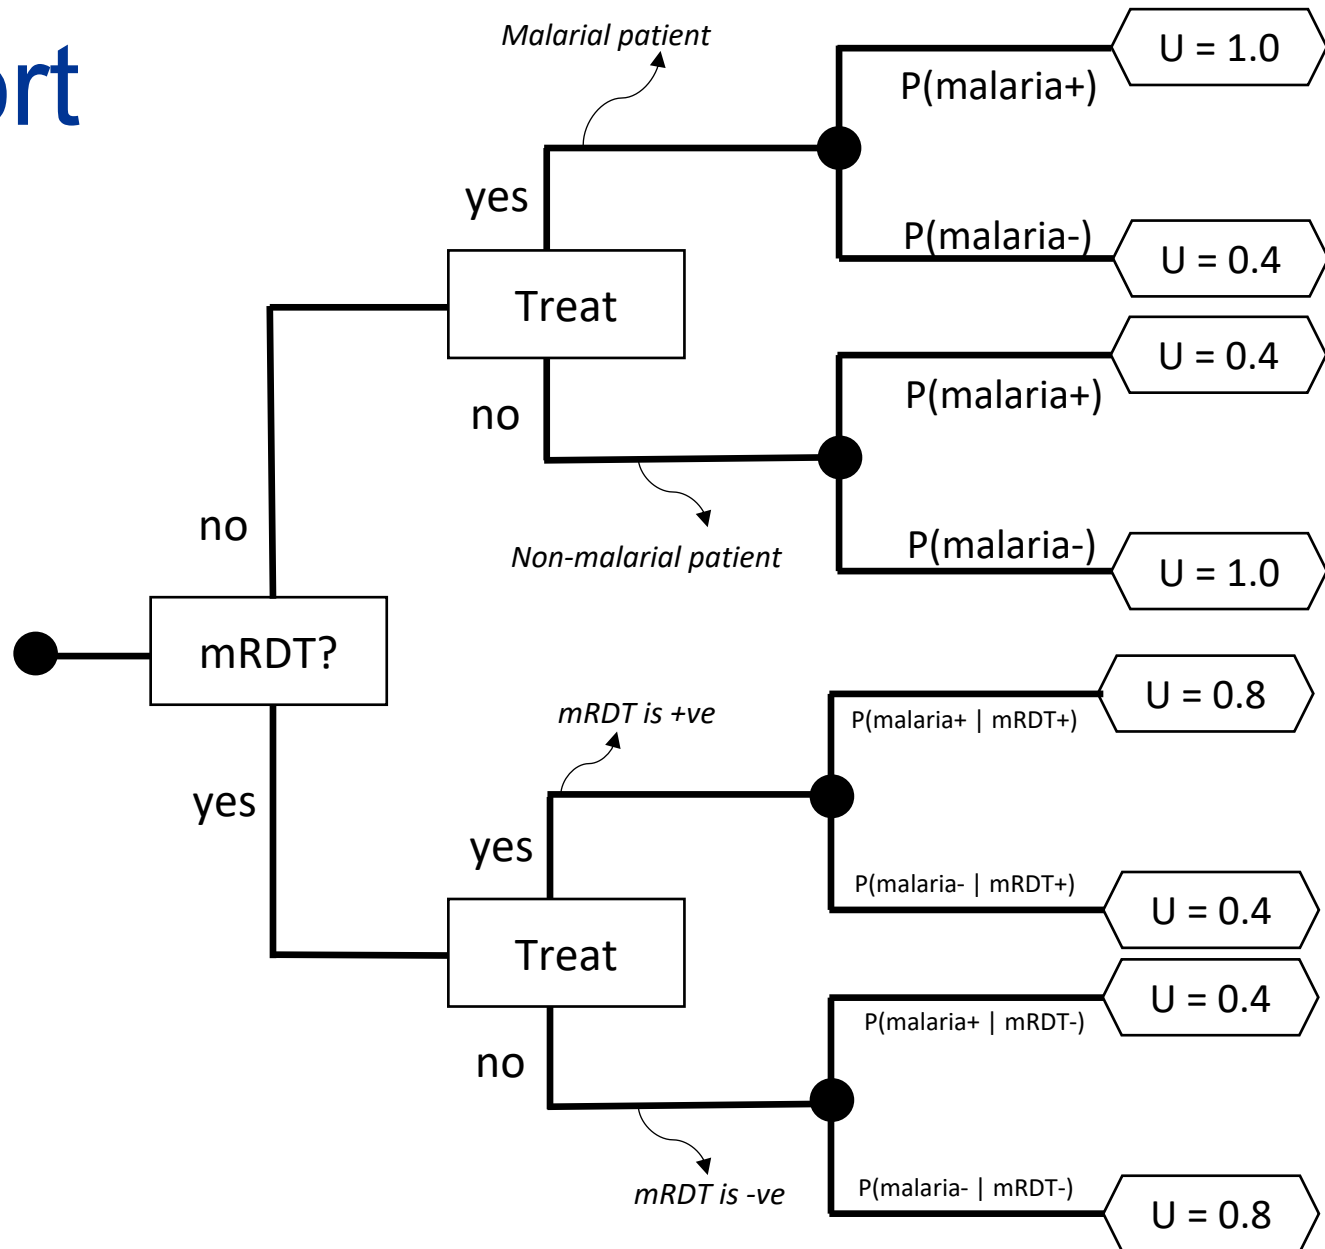 ort
Malarial patient
U = 1.0
P(malaria+)
yes
P(malaria-)
U = 0.4
Treat
U = 0.4
P(malaria+)
no
no
P(malaria-)
Non-malarial patient
U = 1.0
mRDT?
U = 0.8
mRDT is +ve
P(malaria+ | mRDT+)
yes
yes
P(malaria- | mRDT+)
U = 0.4
Treat
U = 0.4
P(malaria+ | mRDT-)
no
P(malaria- | mRDT-)
mRDT is -ve
U = 0.8